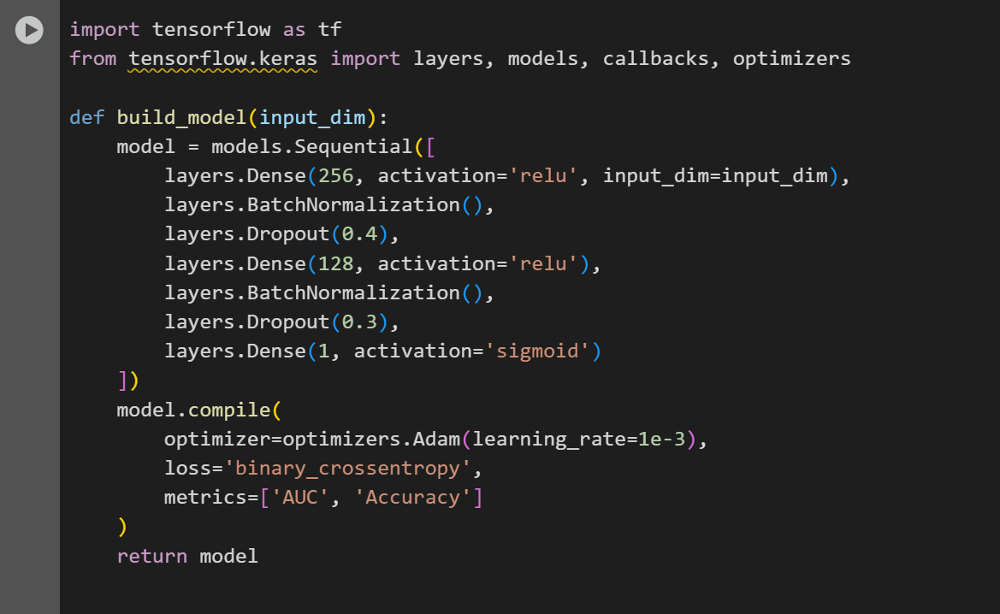 import tensorflow as tf
from tensorflow.keras import layers, models, callbacks, optimizers

def build_model(input_dim):
    model = models.Sequential([
        layers.Dense(256, activation='relu', input_dim=input_dim),
        layers.BatchNormalization(),
        layers.Dropout(0.4),
        layers.Dense(128, activation='relu'),
        layers.BatchNormalization(),
        layers.Dropout(0.3),
        layers.Dense(1, activation='sigmoid')
    ])
    model.compile(
        optimizer=optimizers.Adam(learning_rate=1e-3),
        loss='binary_crossentropy',
        metrics=['AUC', 'Accuracy']
    )
    return model